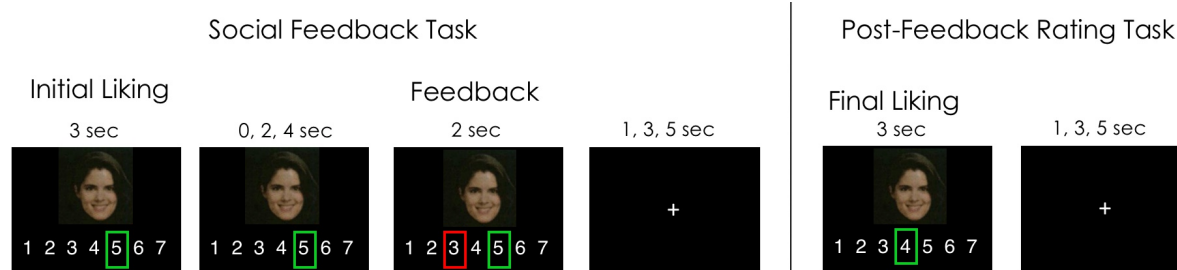 Social Feedback Task
Post-Feedback Rating Task
Initial Liking
Feedback
Final Liking
3 sec
0, 2, 4 sec
2 sec
1, 3, 5 sec
3 sec
1, 3, 5 sec
1 2 3 4 5 6 7
1 2 3 4 5 6 7
1 2 3 4 5 6 7
+
1 2 3 4 5 6 7
+